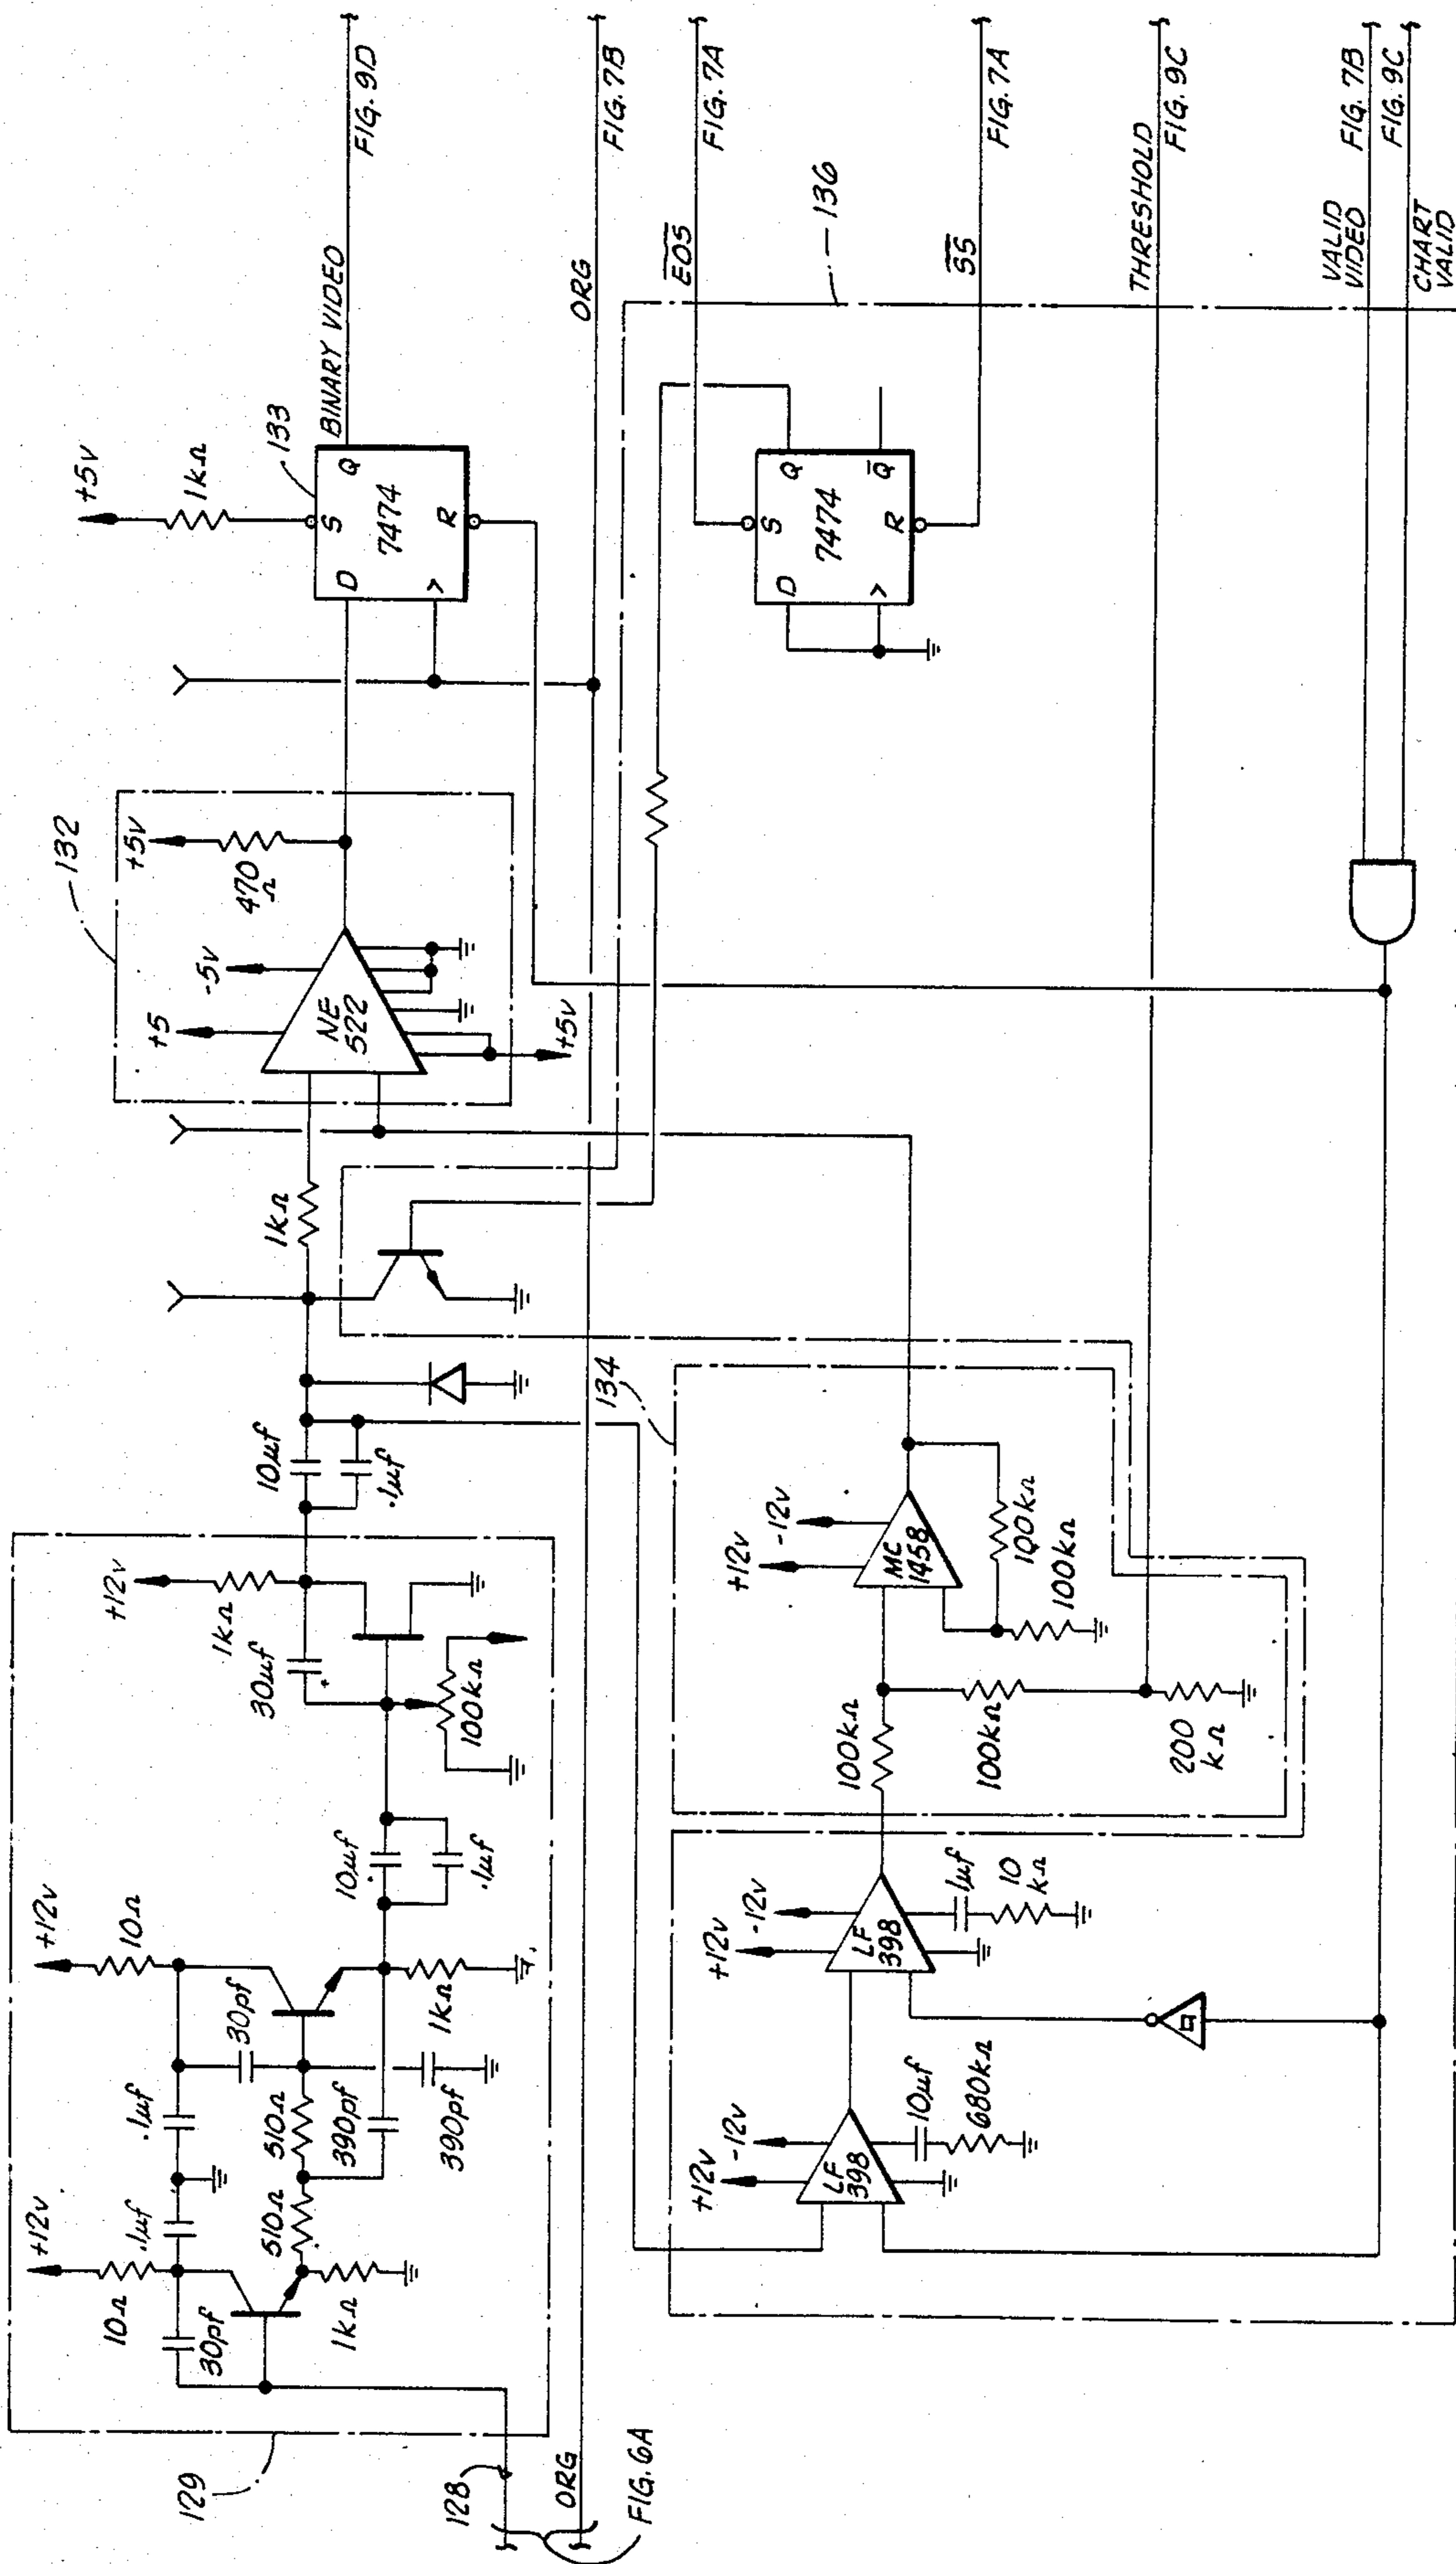 129
+12v
10Ω
30pf
.1µf
510Ω
1kΩ
.1µf
510Ω
30pf
390pf
390pf
+12v
10Ω
1kΩ
10µf
.1µf
+12v
1kΩ
30µf
100kΩ
10µf
.1µf
1kΩ
132
+5
-5v
NE
522
+5v
470
Ω
+5v
+5v
1kΩ
133
S
D
Q
7474
R
BINARY VIDEO
FIG. 9D
128
ORG
FIG. 6A
ORG
FIG. 7B
EOS
FIG. 7A
136
S
D
Q
7474
Q
R
SS
FIG. 7A
134
+12v
-12v
LF
398
10µf
680kΩ
+12v
-12v
LF
398
1µf
10
kΩ
100kΩ
+12v
-12v
MC
1458
100kΩ
100kΩ
100kΩ
200
kΩ
THRESHOLD
FIG. 9C
VALID
VIDEO
FIG. 7B
FIG. 9C
CHART
VALID